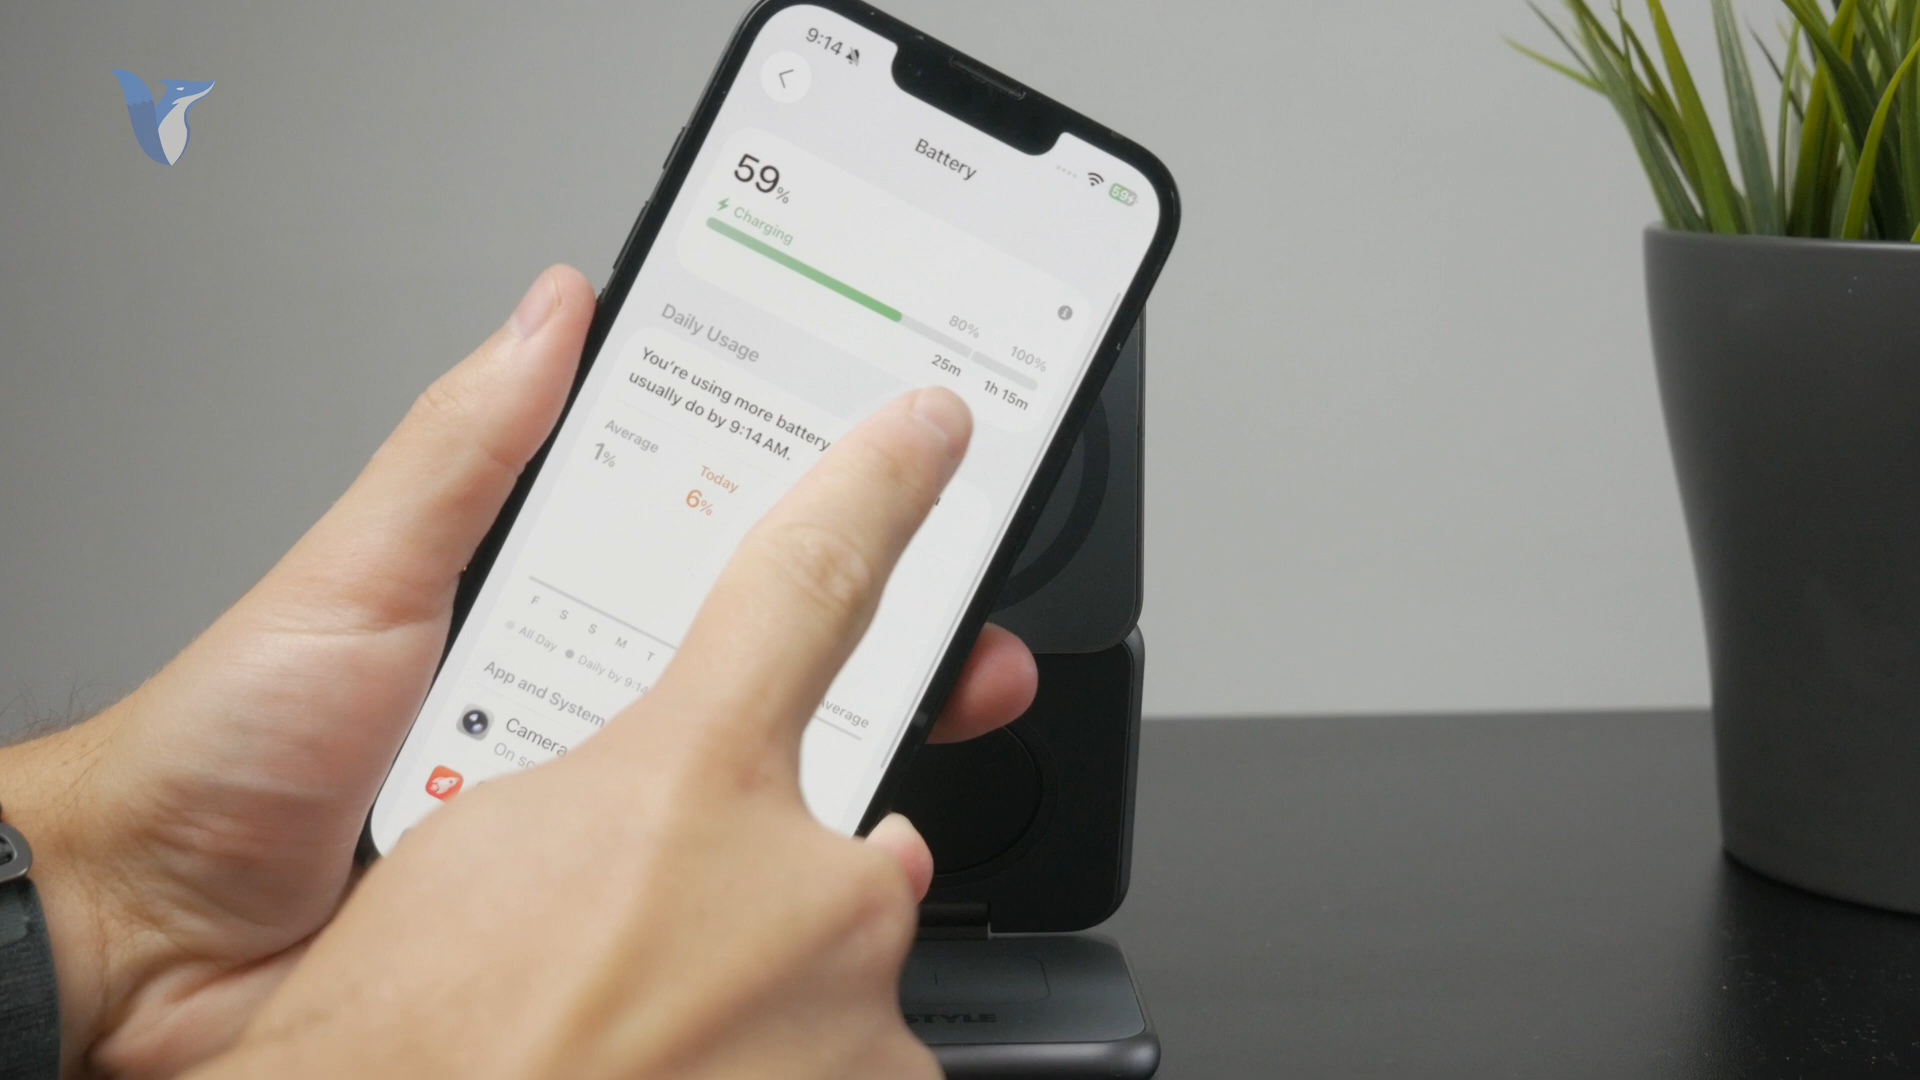 9:14
Battery
59
59%
Charging
80%
100%
25m
1h 15m
Daily Usage
You're using more battery
usually do by 9:14 AM.
Average
1%
Today
6%
F S S M T
All Day Daily by 9:14
Average
App and System
Camera
On